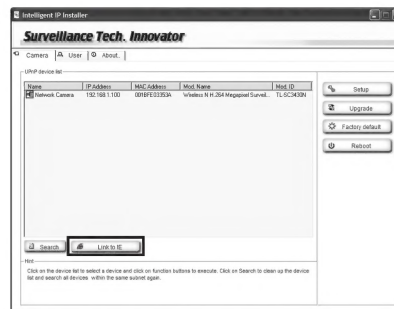 Intelligent IP Installer
Surveillance Tech. Innovator
Camera User About..
UPnP device list
Name IP Address MAC Address Mod. Name Mod. ID
Network Camera 192.168.1.100 001BFE03353A Wireless N H.264 Megapixel Surveil... TL-SC3430N
Setup
Upgrade
Factory default
Reboot
Search Link to IE
Hint
Click on the device list to select a device and click on function buttons to execute. Click on Search to clean up the device
list and search all devices within the same subnet again.